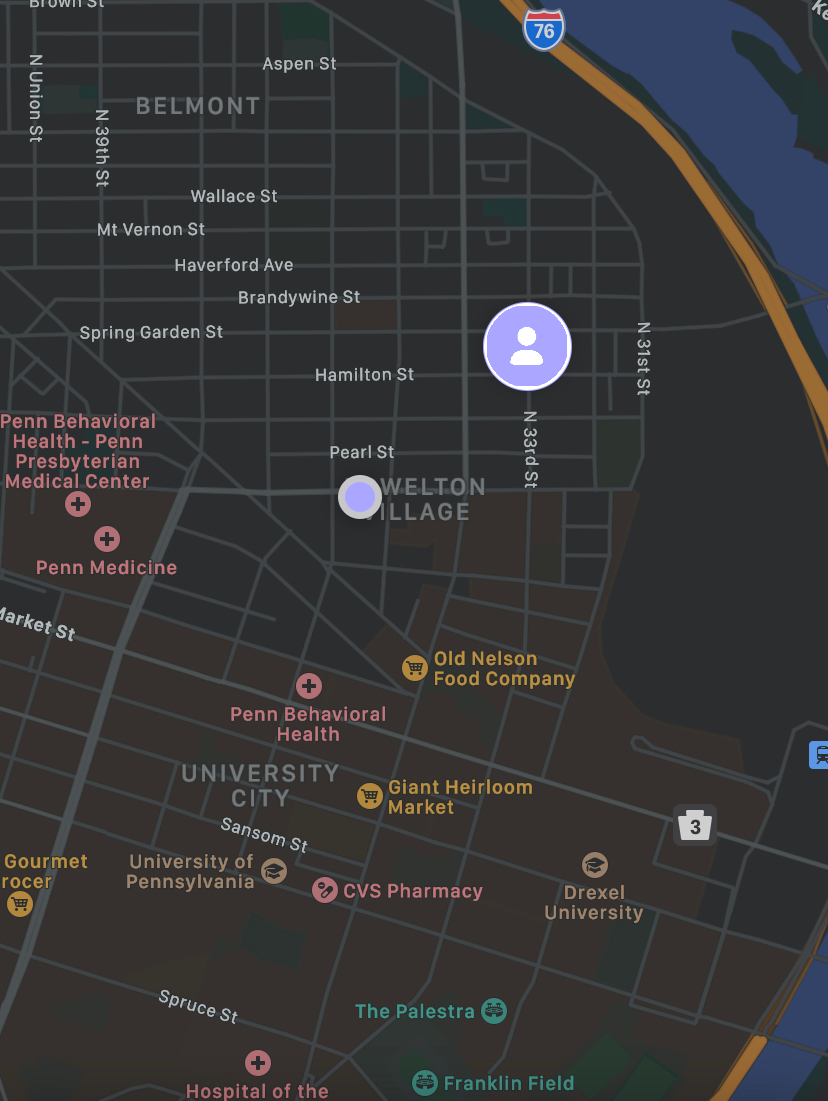 Brown St
76
Aspen St
N Union St
BELMONT
N 39th St
Wallace St
Mt Vernon St
Haverford Ave
Brandywine St
Spring Garden St
N 31st St
Hamilton St
N 33rd St
Penn Behavioral
Health - Penn
Presbyterian
Medical Center
Pearl St
WELTON
ILLAGE
Penn Medicine
Market St
Old Nelson
Food Company
Penn Behavioral
Health
UNIVERSITY
CITY
Giant Heirloom
Market
3
Sansom St
Gourmet
rocer
University of
Pennsylvania
CVS Pharmacy
Drexel
University
Spruce St
The Palestra
Franklin Field
Hospital of the